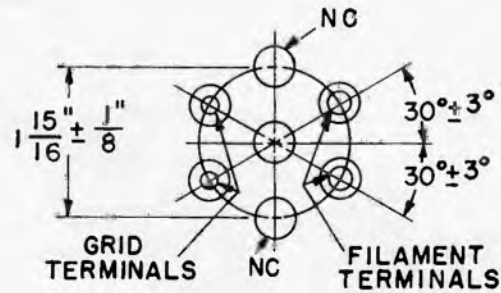 NC
1 15/16" ± 1/8"
30° ± 3°
30° ± 3°
GRID
TERMINALS
NC
FILAMENT
TERMINALS